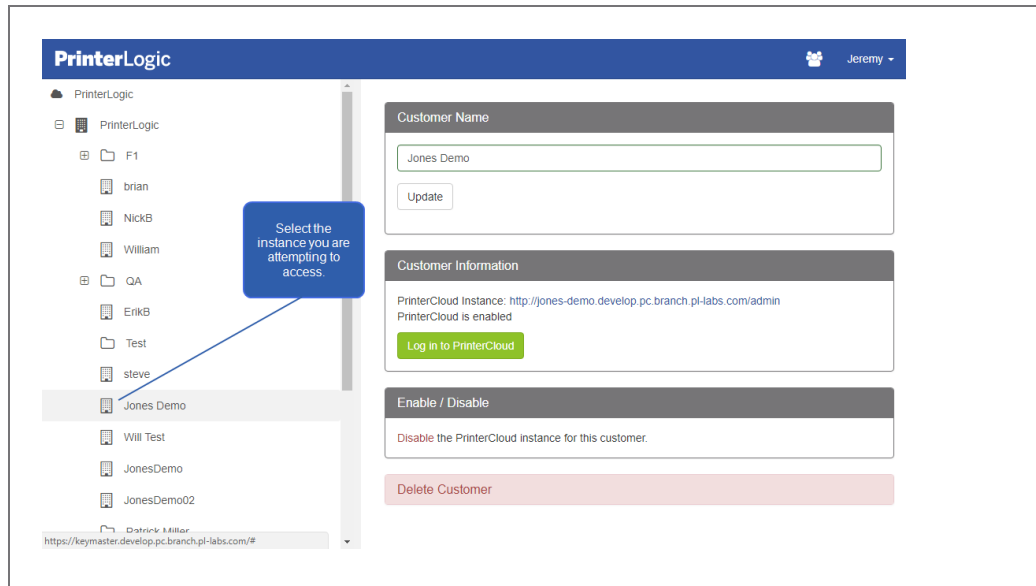 PrinterLogic
Jeremy
PrinterLogic
PrinterLogic
F1
brian
NickB
William
QA
ErikB
Test
steve
Jones Demo
Will Test
JonesDemo
JonesDemo02
Patrick Miller
https://keymaster.develop.pc.branch.pl-labs.com/#
Select the
instance you are
attempting to
access.
Customer Name
Jones Demo
Update
Customer Information
PrinterCloud Instance: http://jones-demo.develop.pc.branch.pl-labs.com/admin
PrinterCloud is enabled
Log in to PrinterCloud
Enable / Disable
Disable the PrinterCloud instance for this customer.
Delete Customer